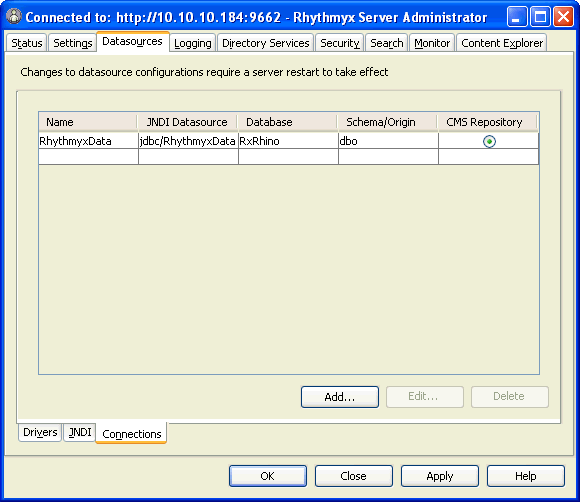 Connected to: http://10.10.10.184:9662 - Rhythmyx Server Administrator
Status Settings Datasources Logging Directory Services Security Search Monitor Content Explorer
Changes to datasource configurations require a server restart to take effect
Name JNDI Datasource Database Schema/Origin CMS Repository
RhythmyxData jdbc/RhythmyxData RxRhino dbo
Add... Edit... Delete
Drivers JNDI Connections
OK Close Apply Help